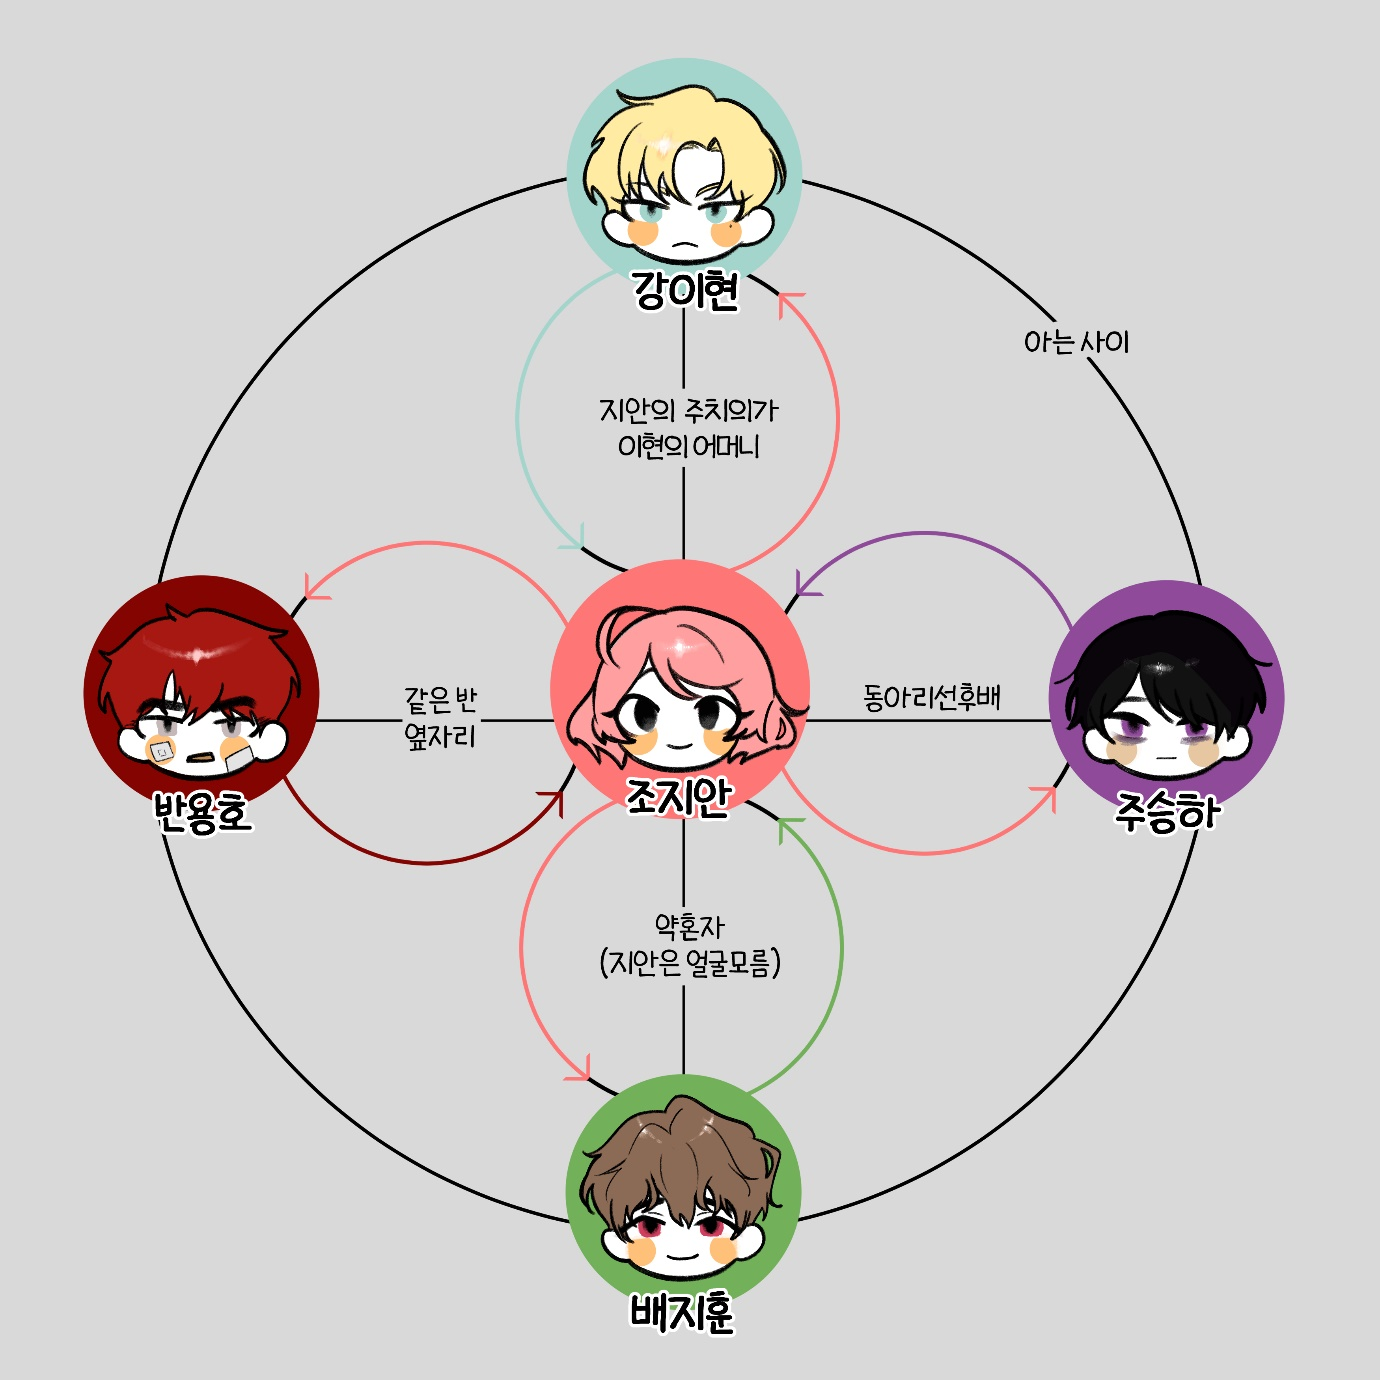 강이현
아는 사이
지안의 주치의가
이현의 어머니
같은 반
옆자리
동아리선후배
조지안
반용호
주승하
약혼자
(지안은 얼굴모름)
배지훈